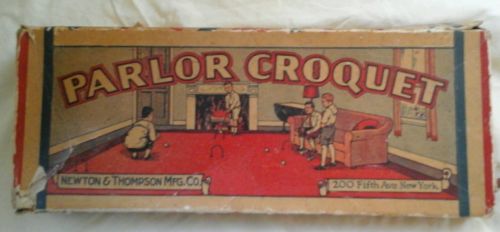 PARLOR CROQUET
NEWTON & THOMPSON MFG. CO.
200 Fifth Ave New York.